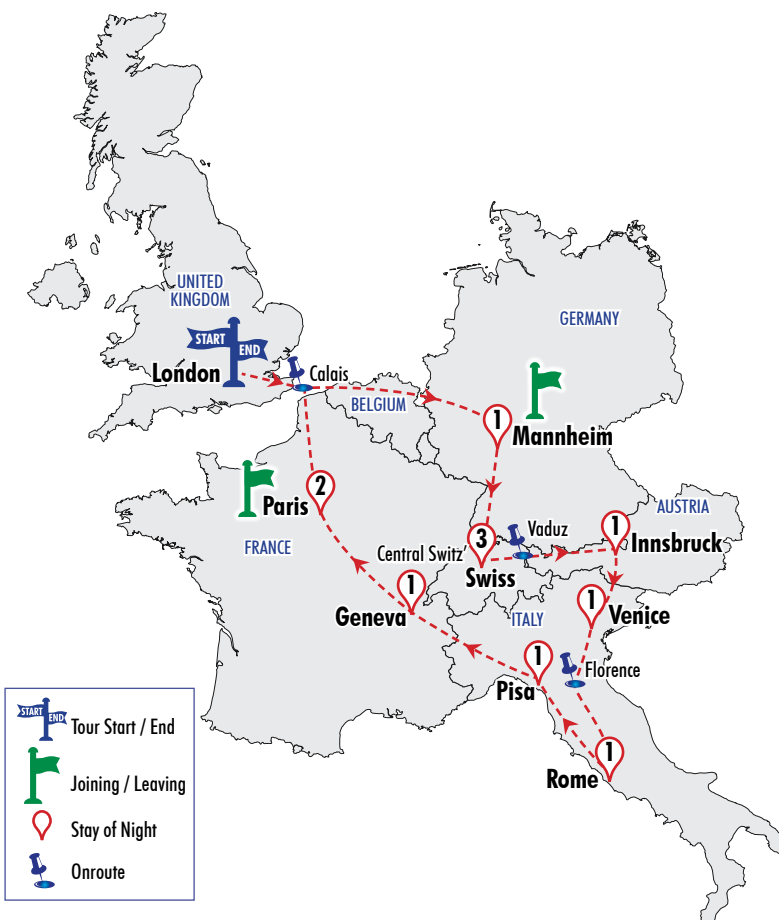 UNITED
KINGDOM
START
END
London
Calais
BELGIUM
GERMANY
1
Mannheim
Paris
2
FRANCE
Central Switz'
3
Swiss
Vaduz
1
Innsbruck
AUSTRIA
1
Geneva
ITALY
1
Venice
1
Pisa
Florence
1
Rome
START
END
Tour Start / End
Joining / Leaving
Stay of Night
Onroute